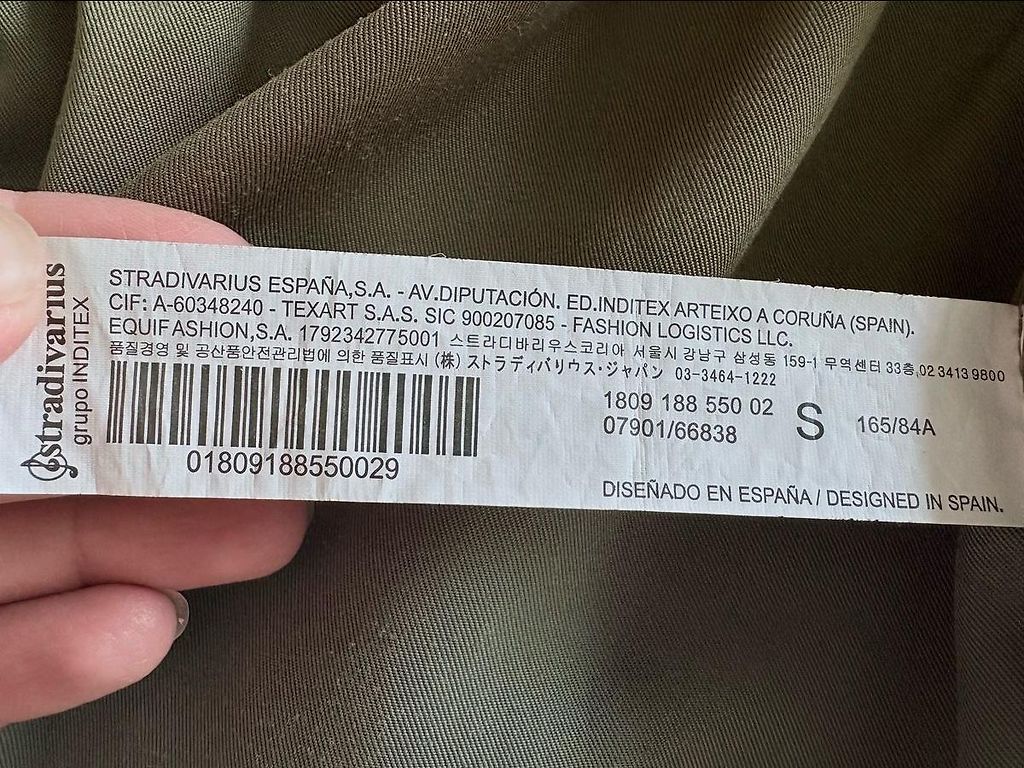 stradivarius
grupo INDITEX
STRADIVARIUS ESPAÑA,S.A. - AV.DIPUTACIÓN. ED.INDITEX ARTEIXO A CORUÑA (SPAIN).
CIF: A-60348240 - TEXART S.A.S. SIC 900207085 - FASHION LOGISTICS LLC.
EQUIFASHION,S.A. 1792342775001 스트라디바리우스코리아 서울시 강남구 삼성동 159-1 무역센터 33층,02 3413 9800
품질경영 및 공산품안전관리법에 의한 품질표시 (株) ストラディバリウス・ジャパン 03-3464-1222
1809 188 550 02 S 165/84A
07901/66838
01809188550029
DISEÑADO EN ESPAÑA / DESIGNED IN SPAIN.